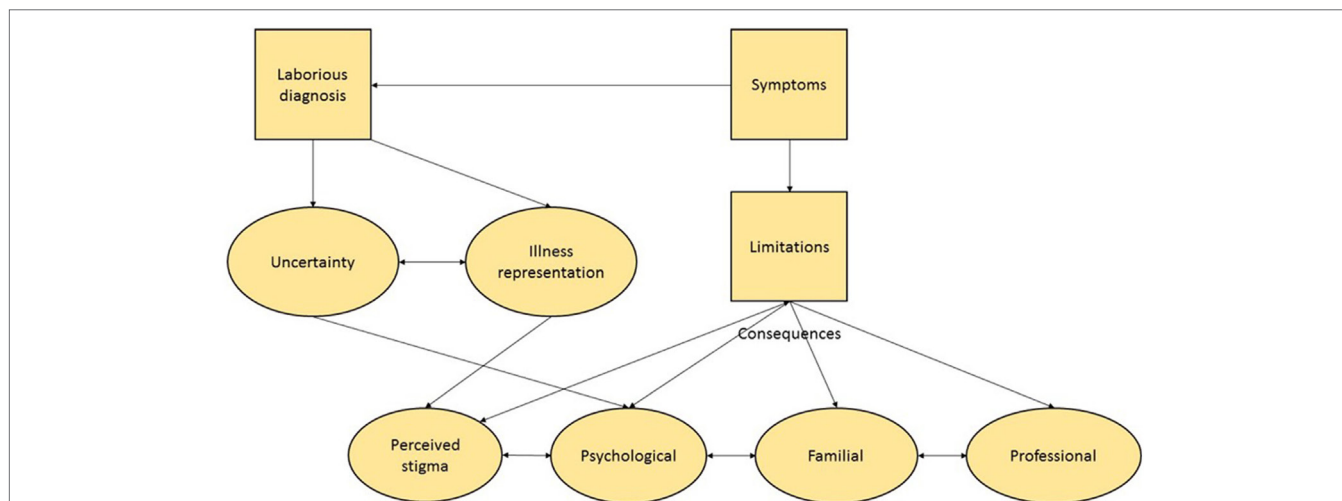 Laborious
diagnosis
Symptoms
Uncertainty
Illness
representation
Limitations
Consequences
Perceived
stigma
Psychological
Familial
Professional